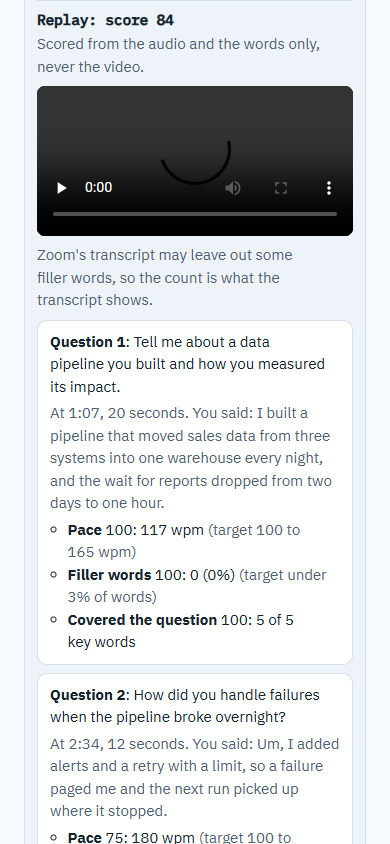 Replay: score 84
Scored from the audio and the words only,
never the video.
0:00
Zoom's transcript may leave out some
filler words, so the count is what the
transcript shows.
Question 1: Tell me about a data
pipeline you built and how you measured
its impact.
At 1:07, 20 seconds. You said: I built a
pipeline that moved sales data from three
systems into one warehouse every night,
and the wait for reports dropped from two
days to one hour.
Pace 100: 117 wpm (target 100 to
165 wpm)
Filler words 100: 0 (0%) (target under
3% of words)
Covered the question 100: 5 of 5
key words
Question 2: How did you handle failures
when the pipeline broke overnight?
At 2:34, 12 seconds. You said: Um, I added
alerts and a retry with a limit, so a failure
paged me and the next run picked up
where it stopped.
Pace 75: 180 wpm (target 100 to